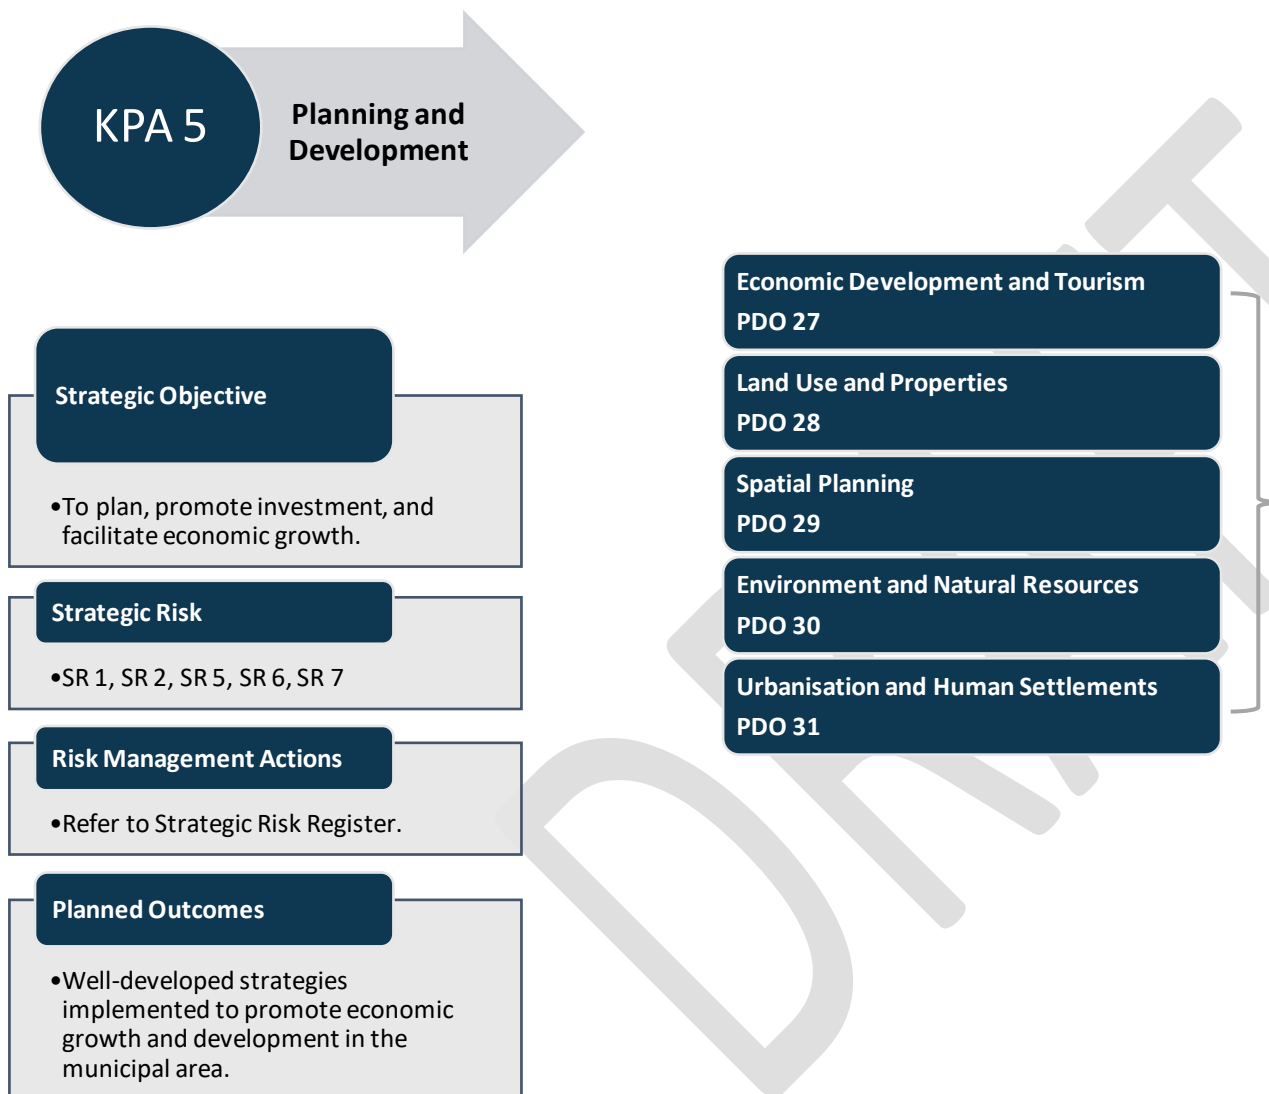 KPA 5
Planning and
Development
Strategic Objective
•To plan, promote investment, and
facilitate economic growth.
Strategic Risk
•SR 1, SR 2, SR 5, SR 6, SR 7
Risk Management Actions
•Refer to Strategic Risk Register.
Planned Outcomes
•Well-developed strategies
implemented to promote economic
growth and development in the
municipal area.
Economic Development and Tourism
PDO 27
Land Use and Properties
PDO 28
Spatial Planning
PDO 29
Environment and Natural Resources
PDO 30
Urbanisation and Human Settlements
PDO 31
DRAFT